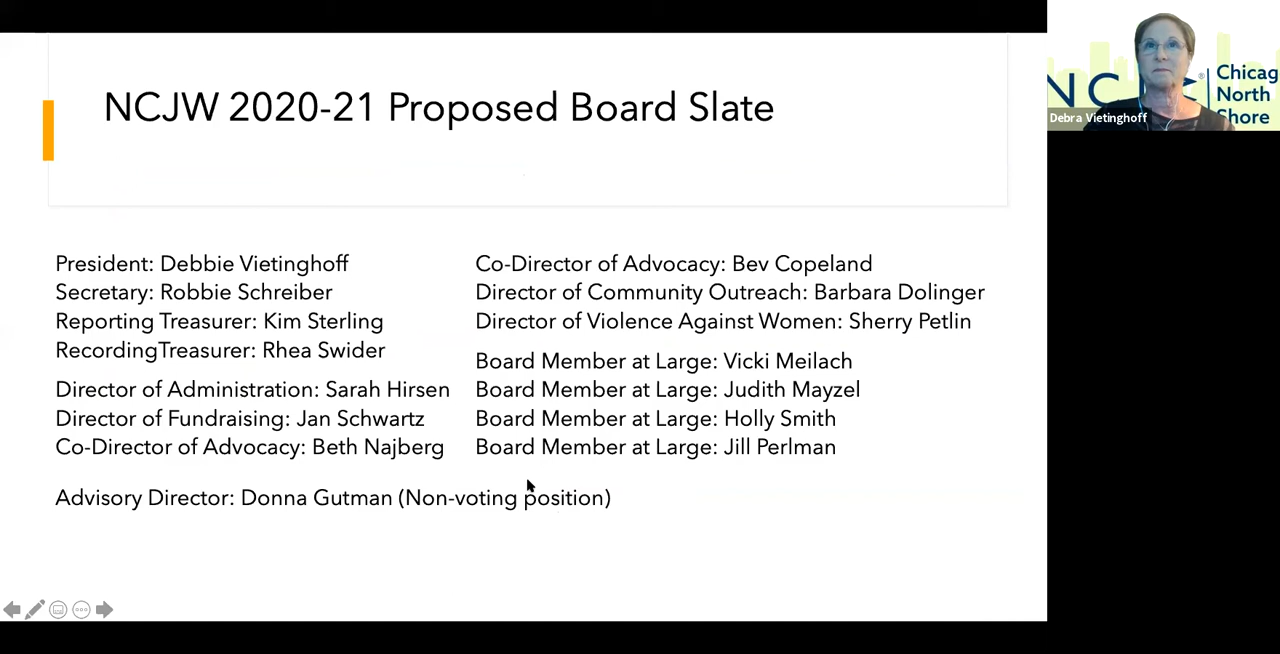 NCJW 2020-21 Proposed Board Slate
President: Debbie Vietinghoff
Secretary: Robbie Schreiber
Reporting Treasurer: Kim Sterling
RecordingTreasurer: Rhea Swider
Director of Administration: Sarah Hirsen
Director of Fundraising: Jan Schwartz
Co-Director of Advocacy: Beth Najberg
Co-Director of Advocacy: Bev Copeland
Director of Community Outreach: Barbara Dolinger
Director of Violence Against Women: Sherry Petlin
Board Member at Large: Vicki Meilach
Board Member at Large: Judith Mayzel
Board Member at Large: Holly Smith
Board Member at Large: Jill Perlman
Advisory Director: Donna Gutman (Non-voting position)
NC
®
Chicag
North
Shore
Debra Vietinghoff